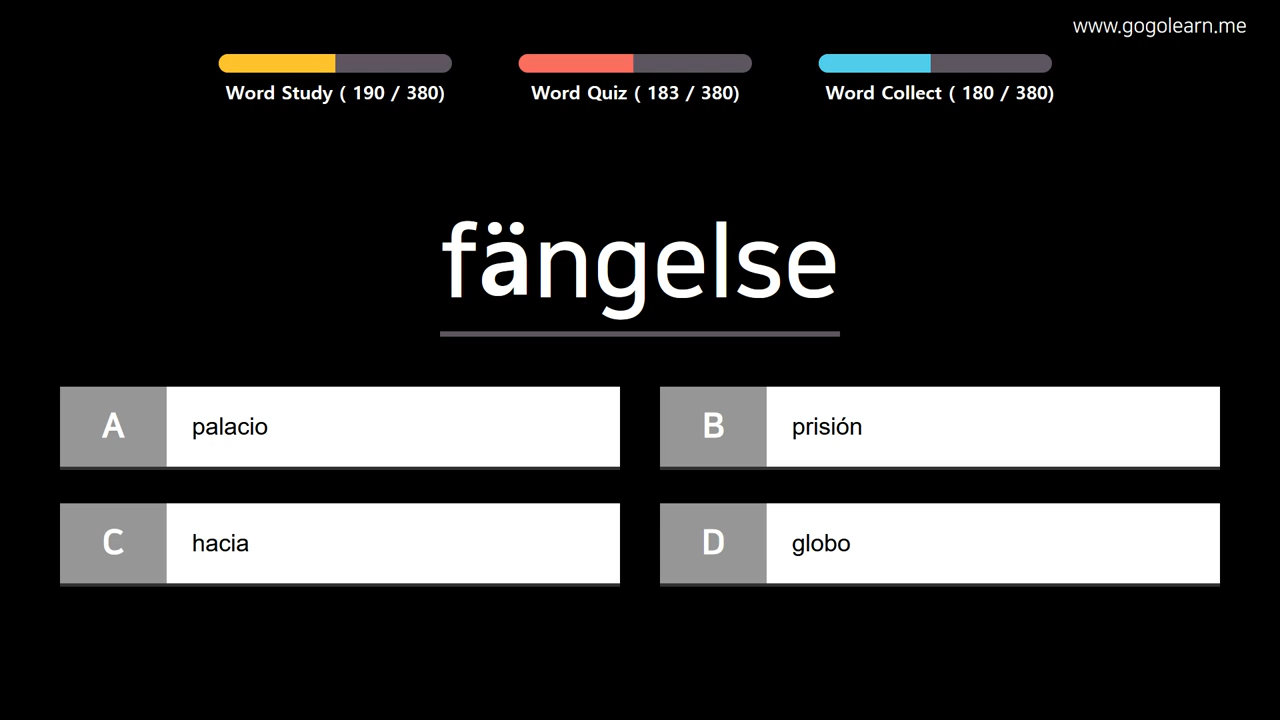 www.gogolearn.me
Word Study ( 190 / 380)
Word Quiz ( 183 / 380)
Word Collect ( 180 / 380)
fängelse
A palacio
B prisión
C hacia
D globo